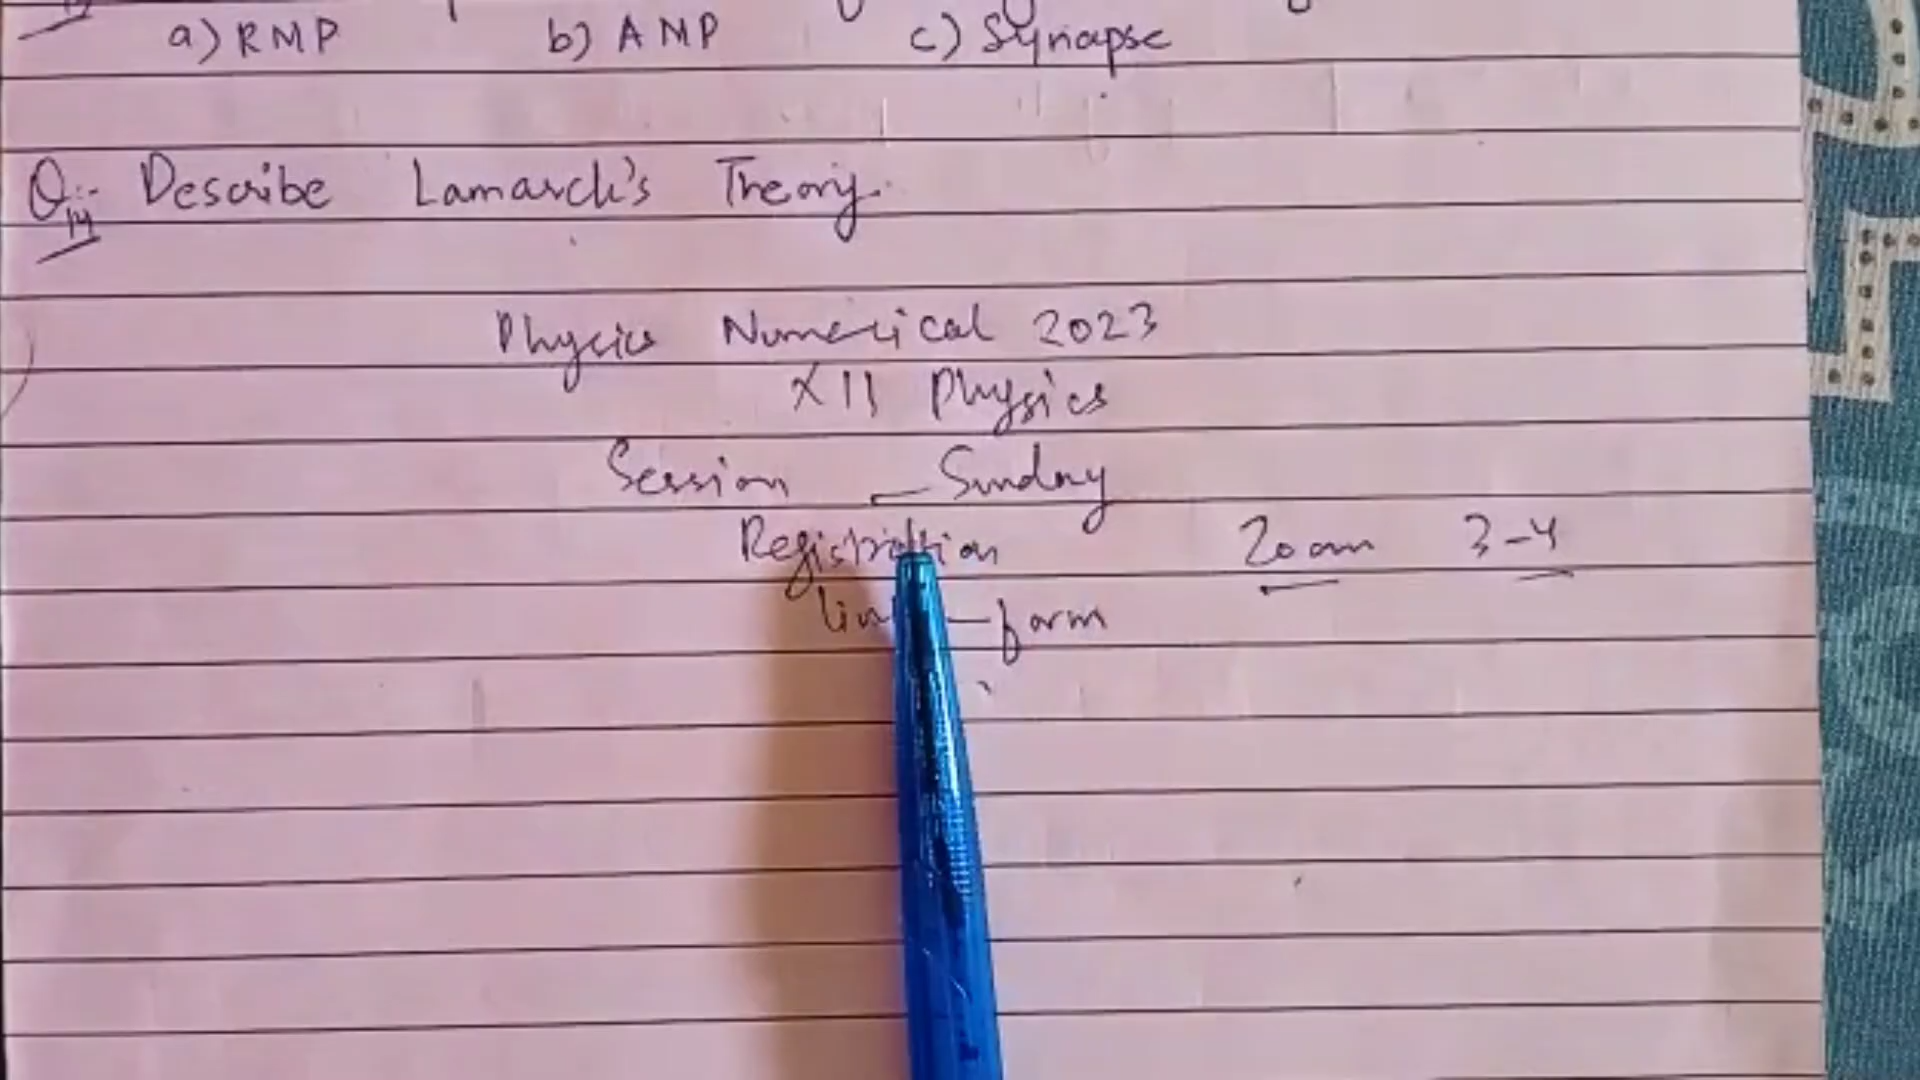 a) RMP b) AMP c) Synapse
Q14:- Describe Lamarck's Theory.
Physics Numerical 2023
XII Physics
Session - Sunday
Registration Zoom 3-4
form